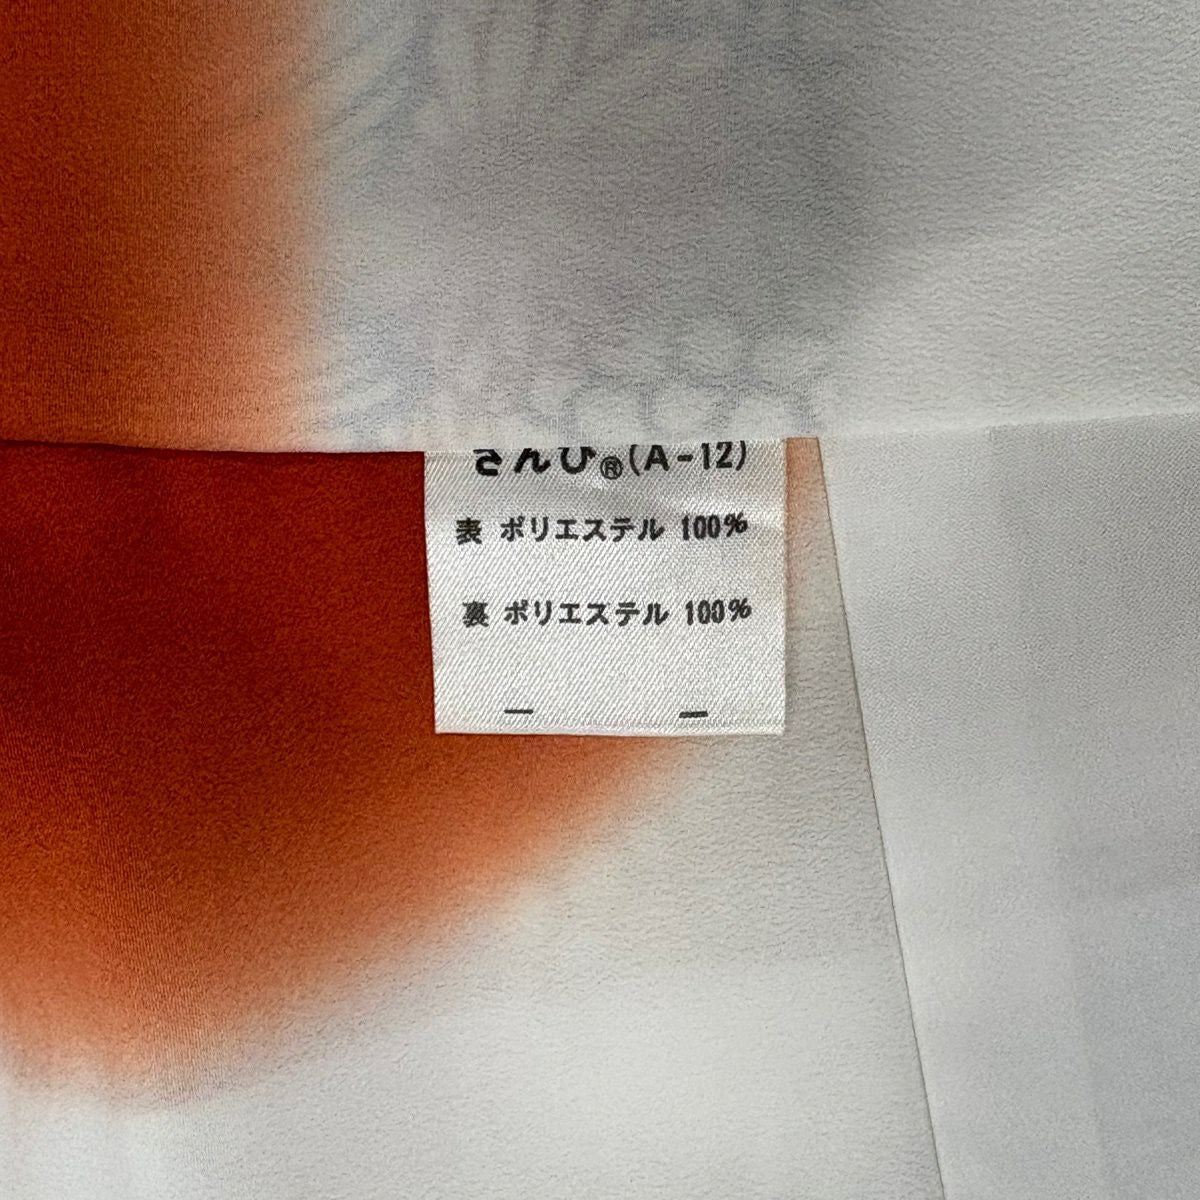 さんび®(A-12)
表 ポリエステル 100%
裏 ポリエステル 100%